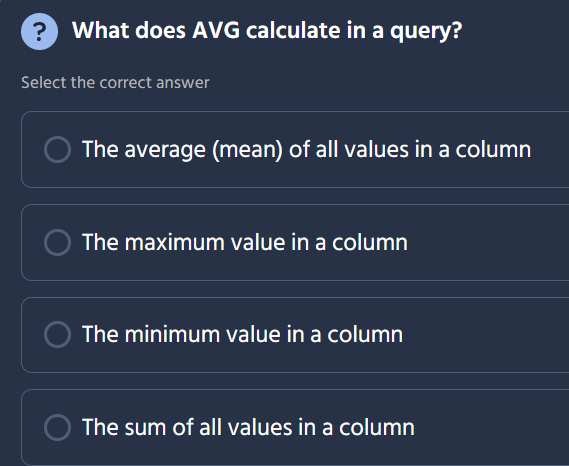 ? What does AVG calculate in a query?
Select the correct answer
The average (mean) of all values in a column
The maximum value in a column
The minimum value in a column
The sum of all values in a column